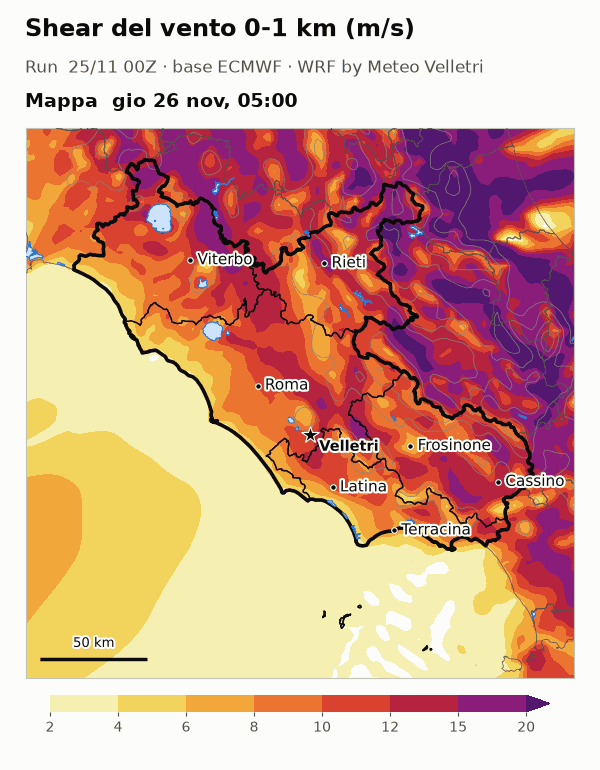 Shear del vento 0-1 km (m/s)
Run  25/11 00Z · base ECMWF · WRF by Meteo Velletri
Mappa  gio 26 nov, 05:00
Viterbo
Rieti
Roma
Velletri
Frosinone
Cassino
Latina
Terracina
50 km
2 4 6 8 10 12 15 20